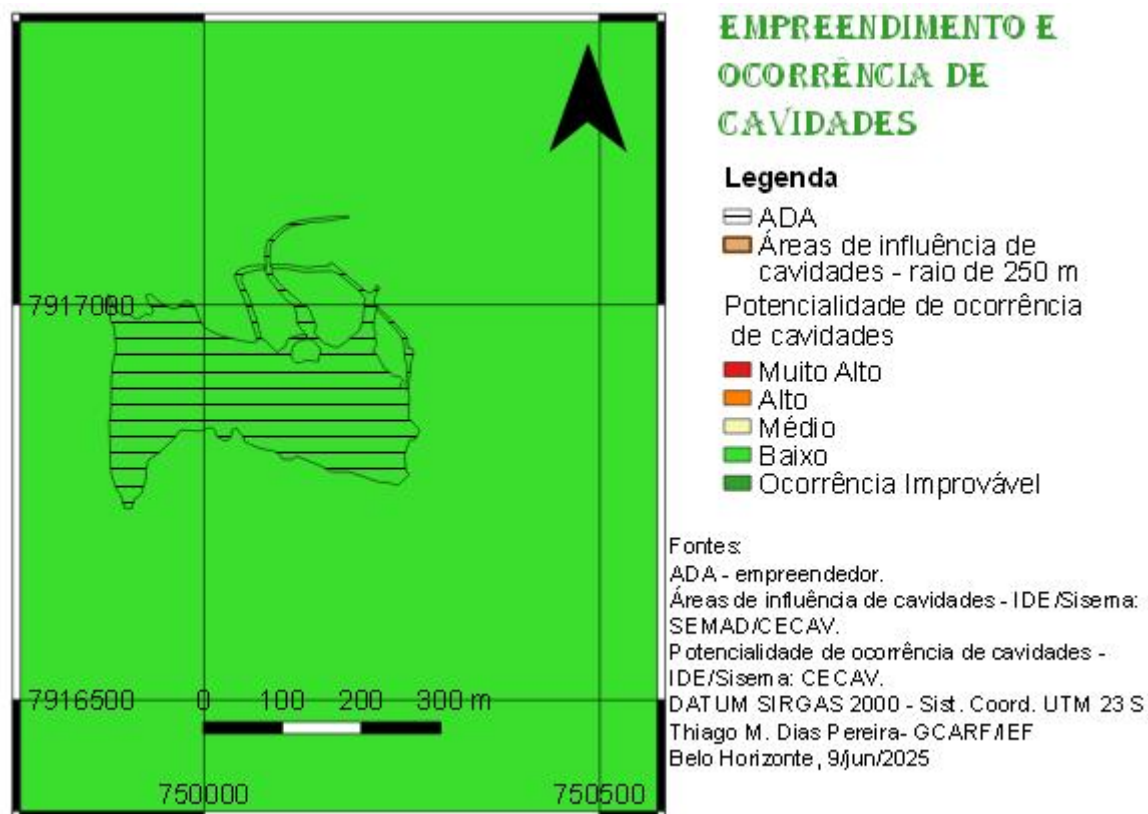 EMPREENDIMENTO E
OCORRÊNCIA DE
CAVIDADES
Legenda
ADA
Áreas de influência de
cavidades - raio de 250 m
Potencialidade de ocorrência
de cavidades
Muito Alto
Alto
Médio
Baixo
Ocorrência Improvável
7917000
7916500
0 100 200 300 m
750000
750500
Fontes:
ADA - empreendedor.
Áreas de influência de cavidades - IDE/Sisema:
SEMAD/CECAV.
Potencialidade de ocorrência de cavidades -
IDE/Sisema: CECAV.
DATUM SIRGAS 2000 - Sist. Coord. UTM 23 S
Thiago M. Dias Pereira- GCARF/IEF
Belo Horizonte, 9/jun/2025